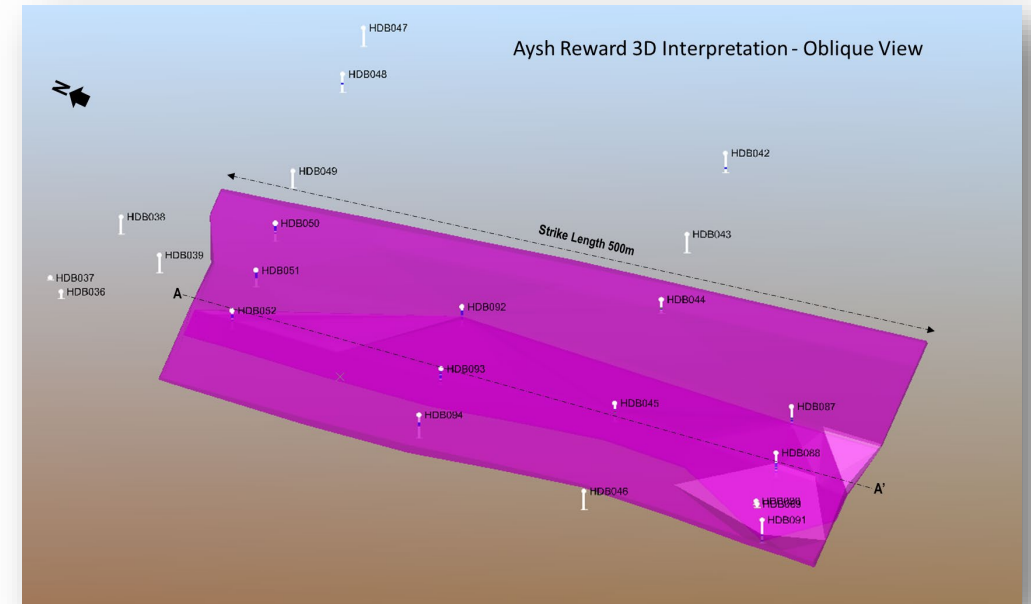 HDB047
Aysh Reward 3D Interpretation - Oblique View
HDB048
N
HDB042
HDB049
HDB038
HDB050
Strike Length 500m
HDB043
HDB039
HDB051
HDB037
HDB036
A
HDB044
HDB092
HDB052
HDB093
HDB045
HDB087
HDB094
HDB088
A'
HDB046
HDB091